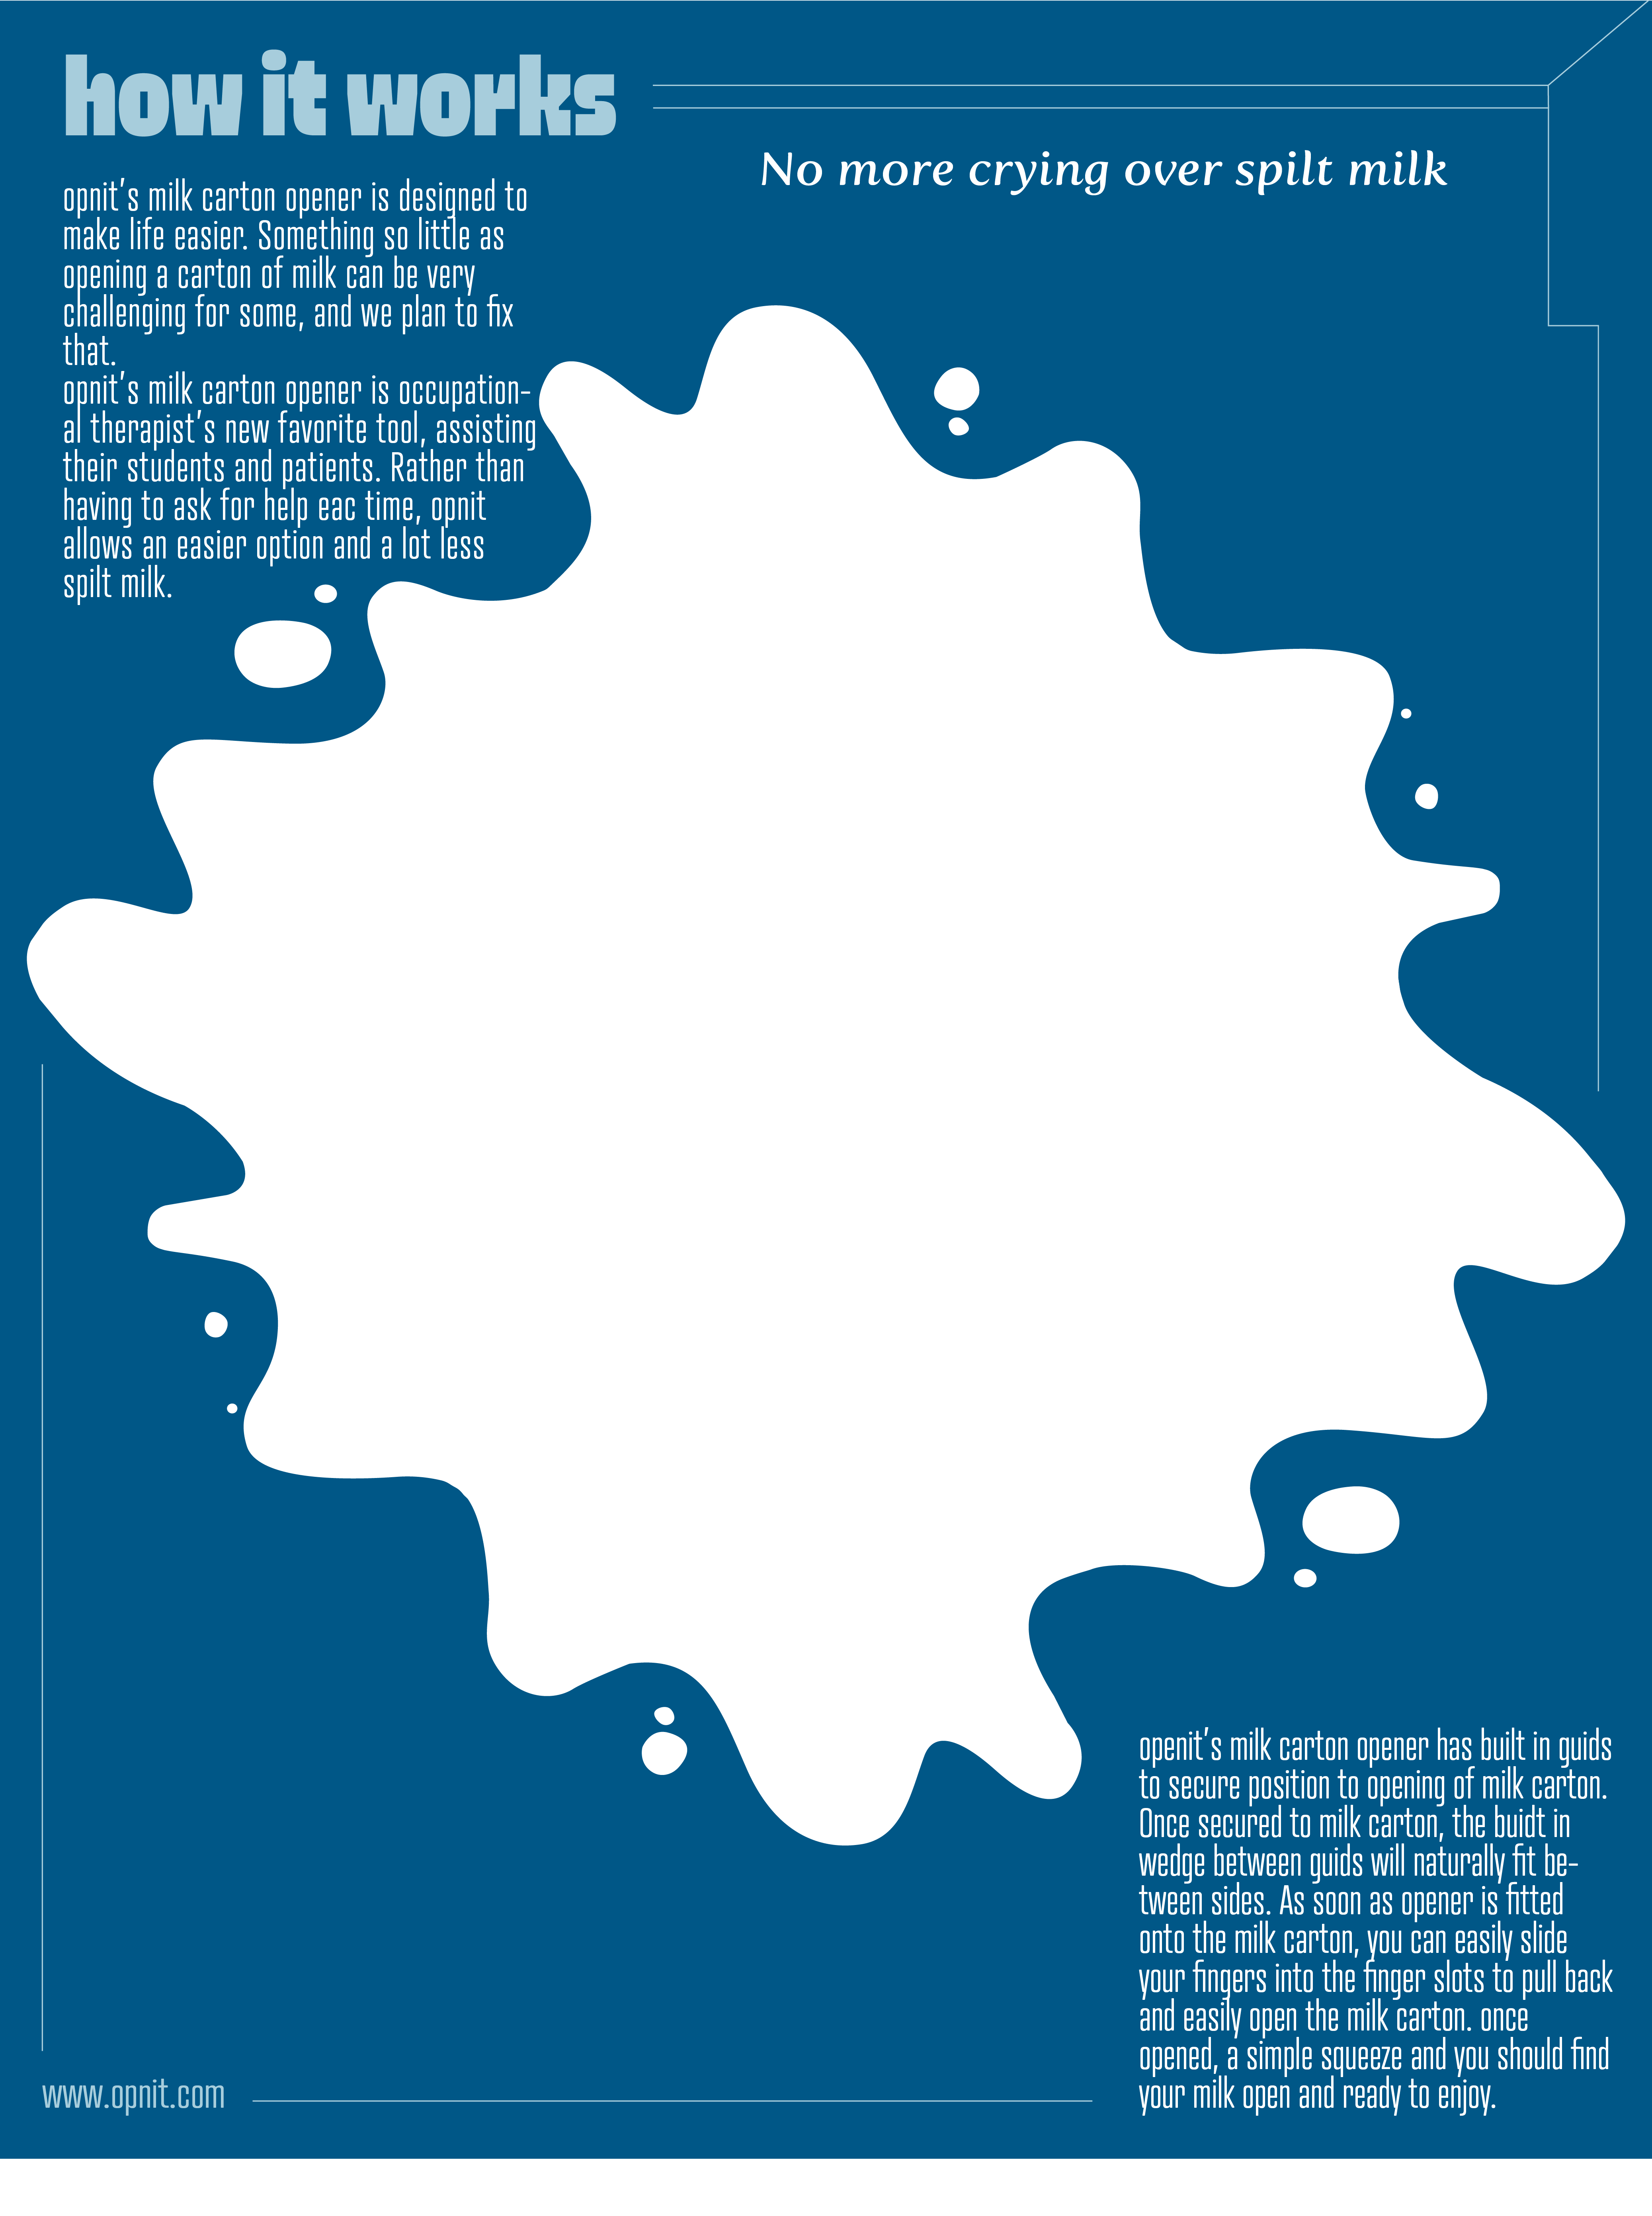 how it works
No more crying over spilt milk
opnit's milk carton opener is designed to
make life easier. Something so little as
opening a carton of milk can be very
challenging for some, and we plan to fix
that.
opnit's milk carton opener is occupation-
al therapist's new favorite tool, assisting
their students and patients. Rather than
having to ask for help eac time, opnit
allows an easier option and a lot less
spilt milk.
openit's milk carton opener has built in guids
to secure position to opening of milk carton.
Once secured to milk carton, the buidt in
wedge between guids will naturally fit be-
tween sides. As soon as opener is fitted
onto the milk carton, you can easily slide
your fingers into the finger slots to pull back
and easily open the milk carton. once
opened, a simple squeeze and you should find
your milk open and ready to enjoy.
www.opnit.com